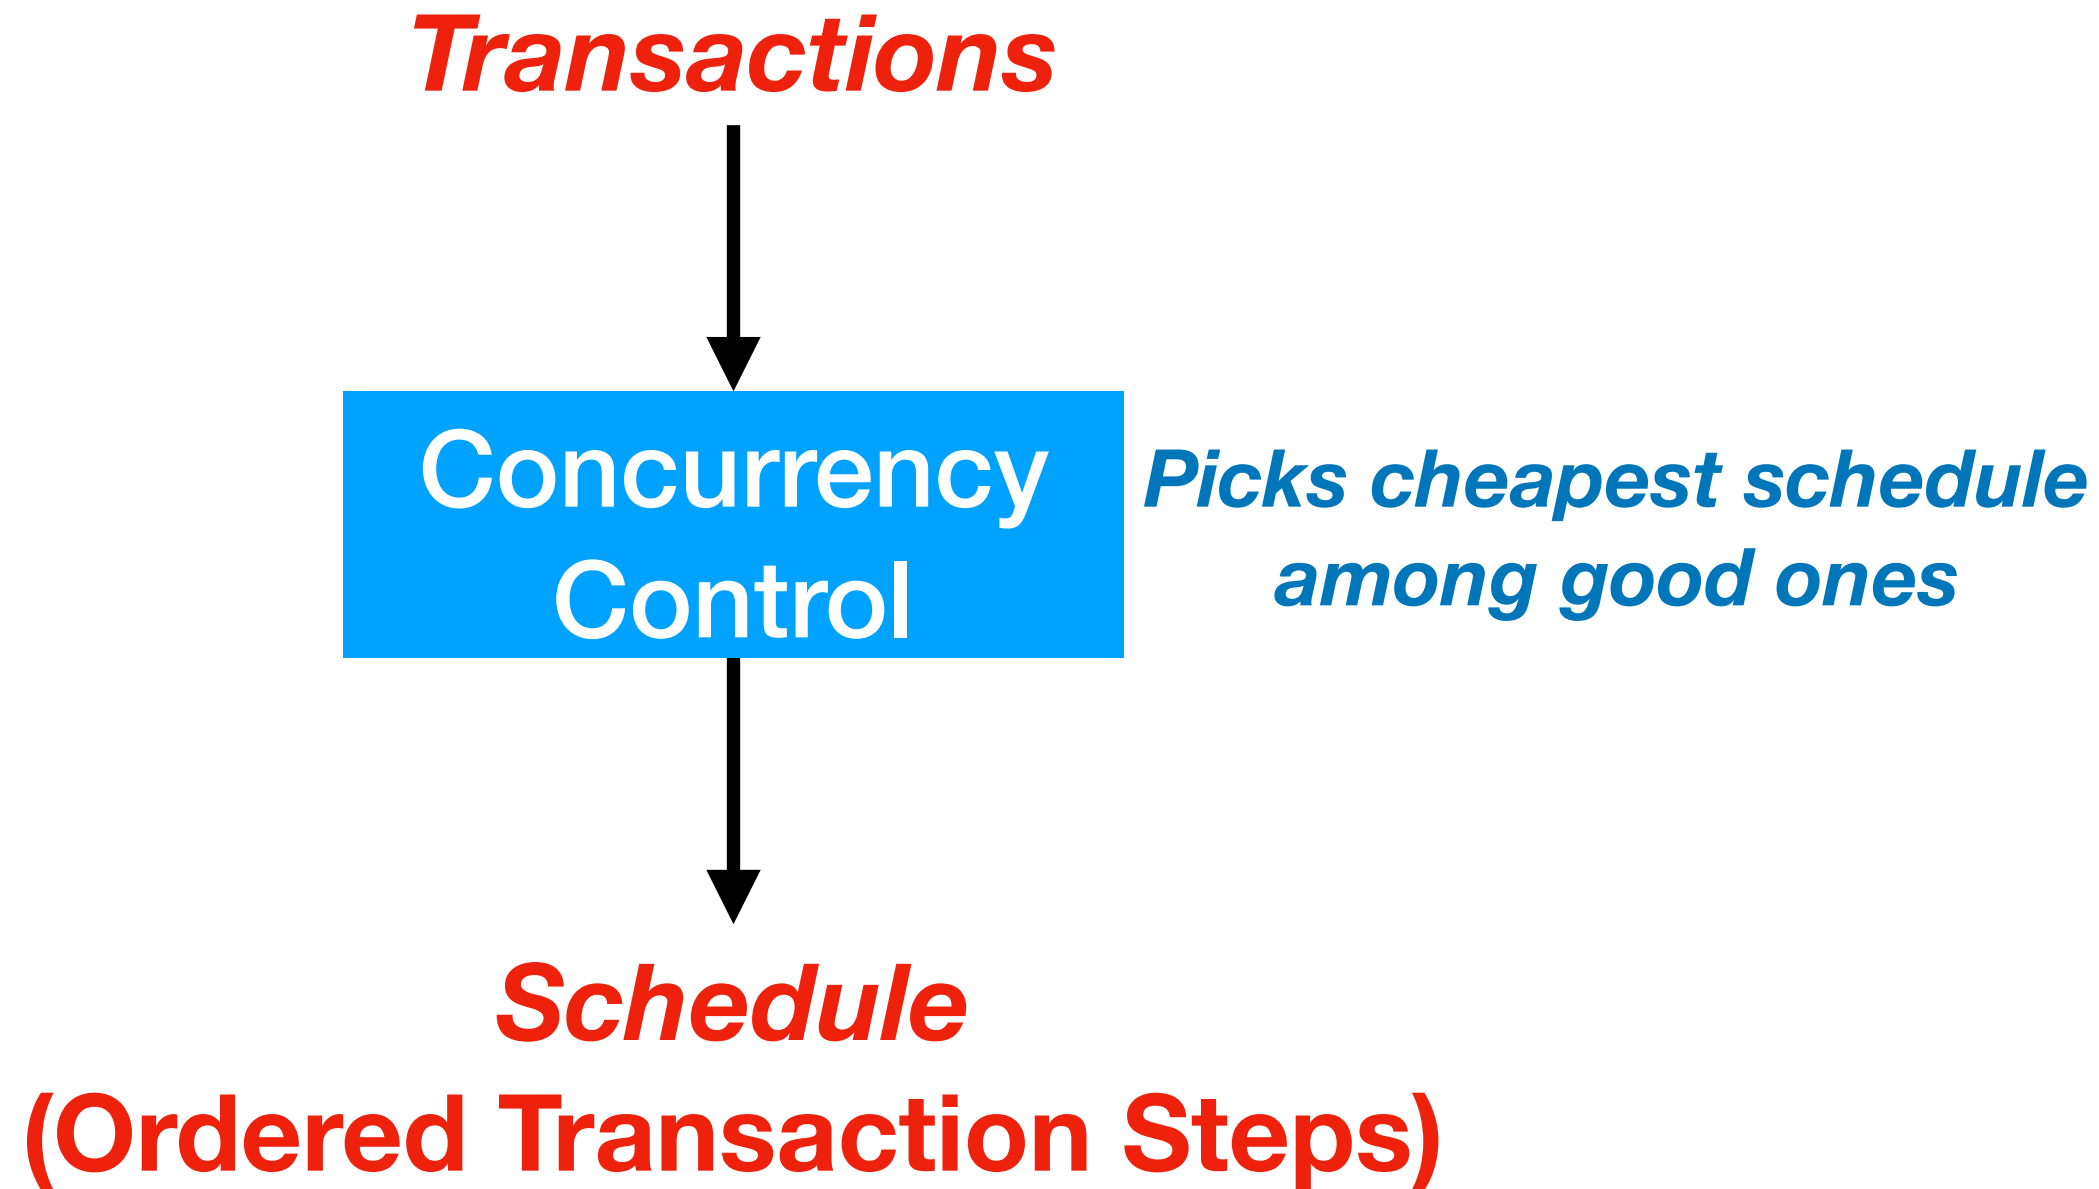 Transactions
Concurrency
Control
Picks cheapest schedule
among good ones
Schedule
(Ordered Transaction Steps)